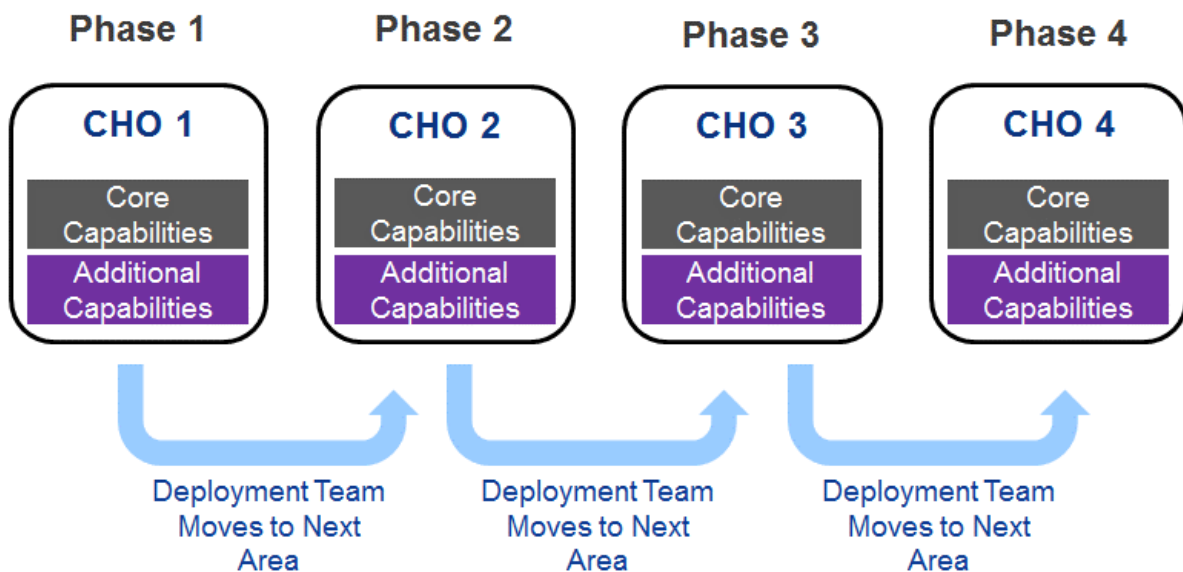 Phase 1
Phase 2
Phase 3
Phase 4
CHO 1
Core
Capabilities
Additional
Capabilities
CHO 2
Core
Capabilities
Additional
Capabilities
CHO 3
Core
Capabilities
Additional
Capabilities
CHO 4
Core
Capabilities
Additional
Capabilities
Deployment Team
Moves to Next
Area
Deployment Team
Moves to Next
Area
Deployment Team
Moves to Next
Area